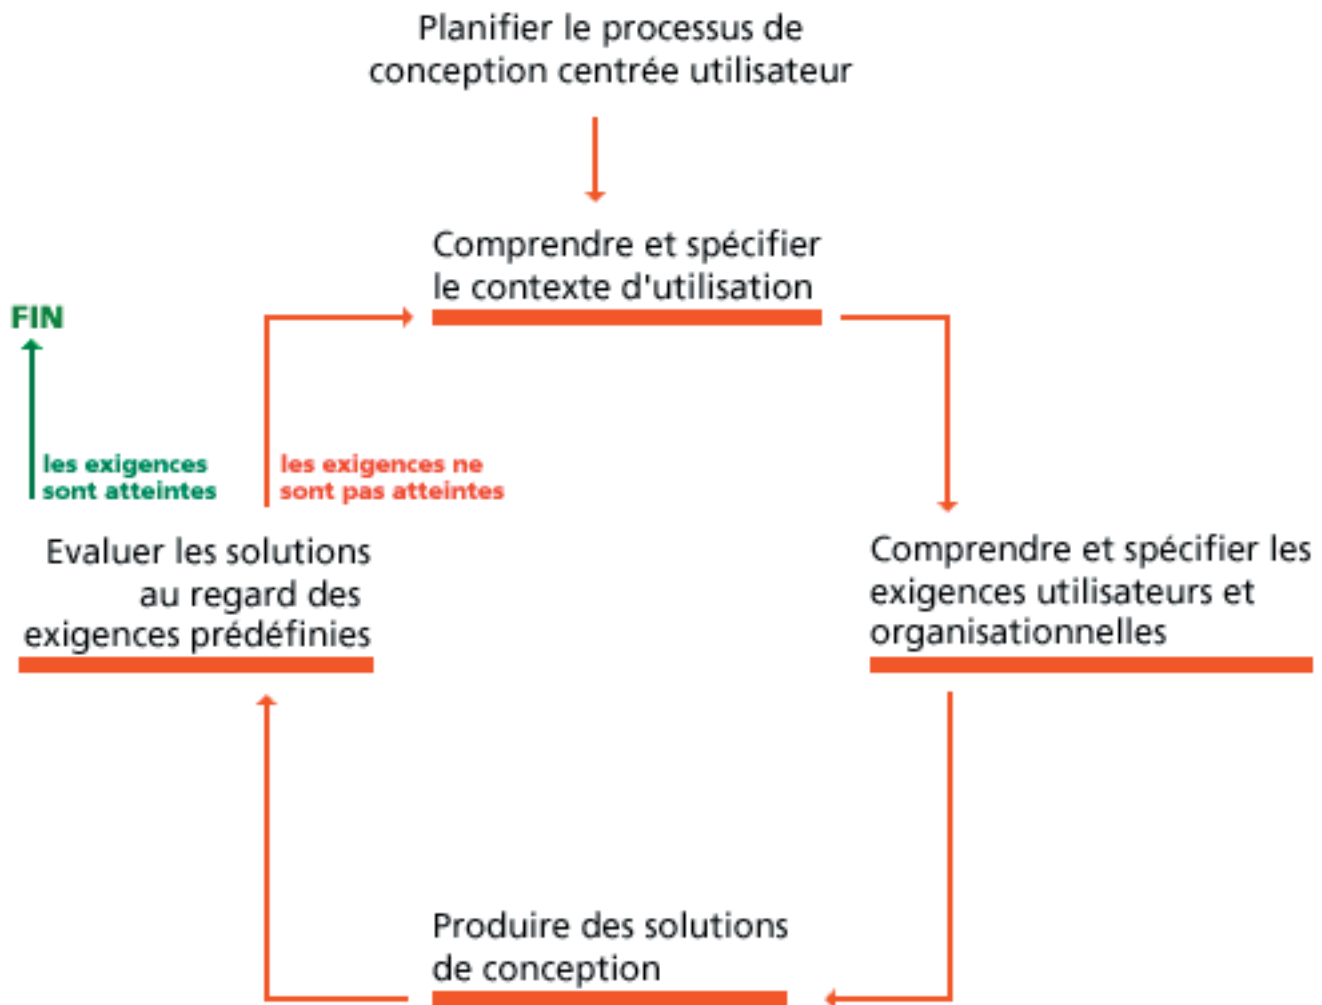 Planifier le processus de
conception centrée utilisateur
Comprendre et spécifier
le contexte d'utilisation
FIN
les exigences
sont atteintes
les exigences ne
sont pas atteintes
Evaluer les solutions
au regard des
exigences prédéfinies
Comprendre et spécifier les
exigences utilisateurs et
organisationnelles
Produire des solutions
de conception